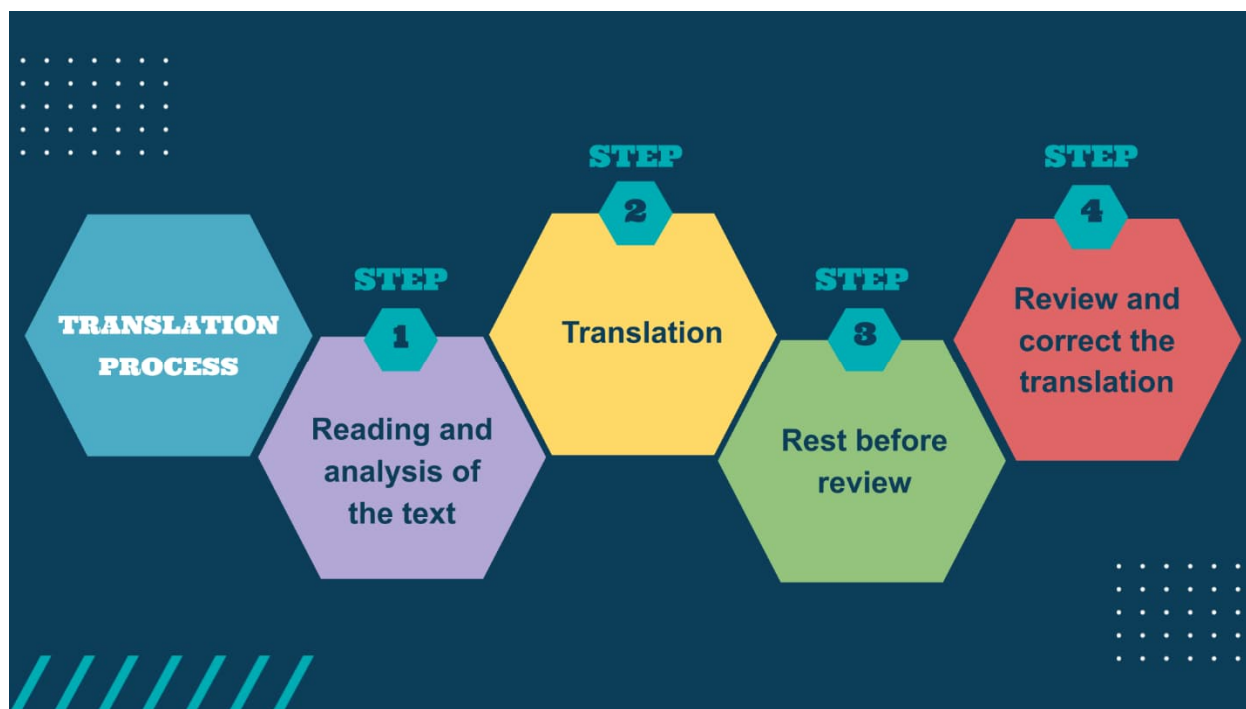 TRANSLATION
PROCESS
STEP
1
Reading and
analysis of
the text
STEP
2
Translation
STEP
3
Rest before
review
STEP
4
Review and
correct the
translation